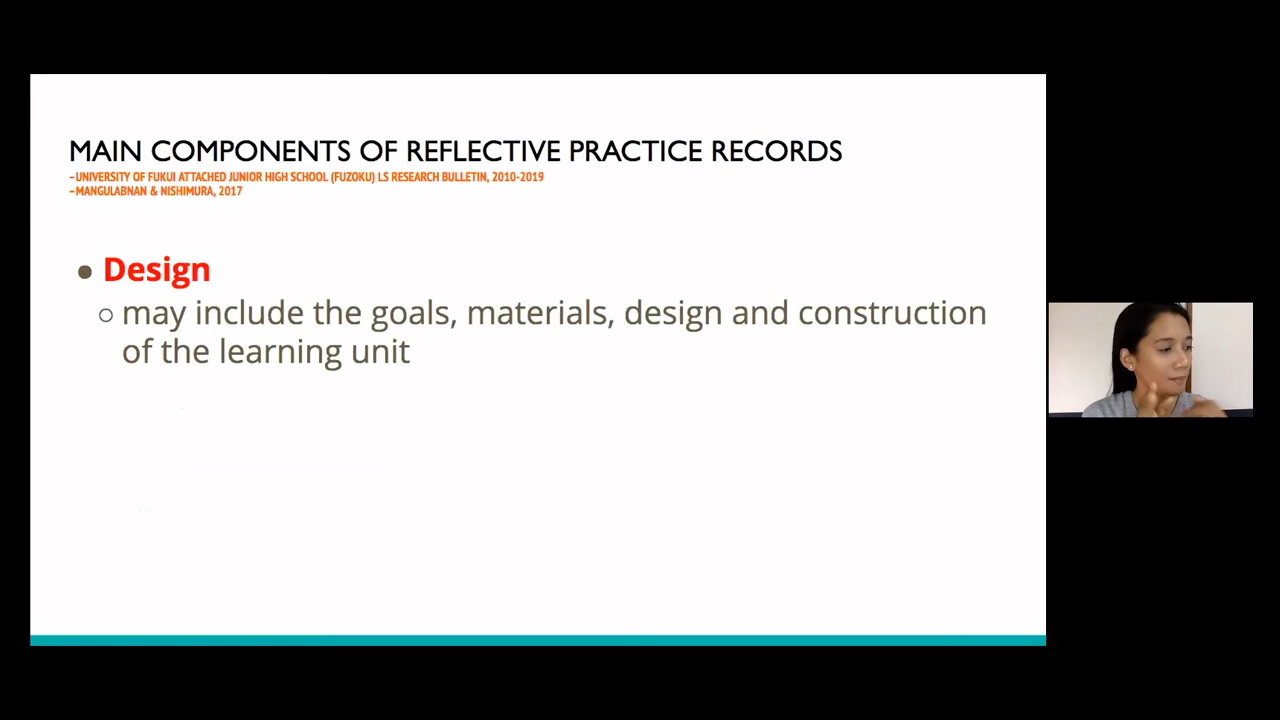 MAIN COMPONENTS OF REFLECTIVE PRACTICE RECORDS
–UNIVERSITY OF FUKUI ATTACHED JUNIOR HIGH SCHOOL (FUZOKU) LS RESEARCH BULLETIN, 2010-2019
–MANGULABNAN & NISHIMURA, 2017
● Design
○ may include the goals, materials, design and construction
of the learning unit